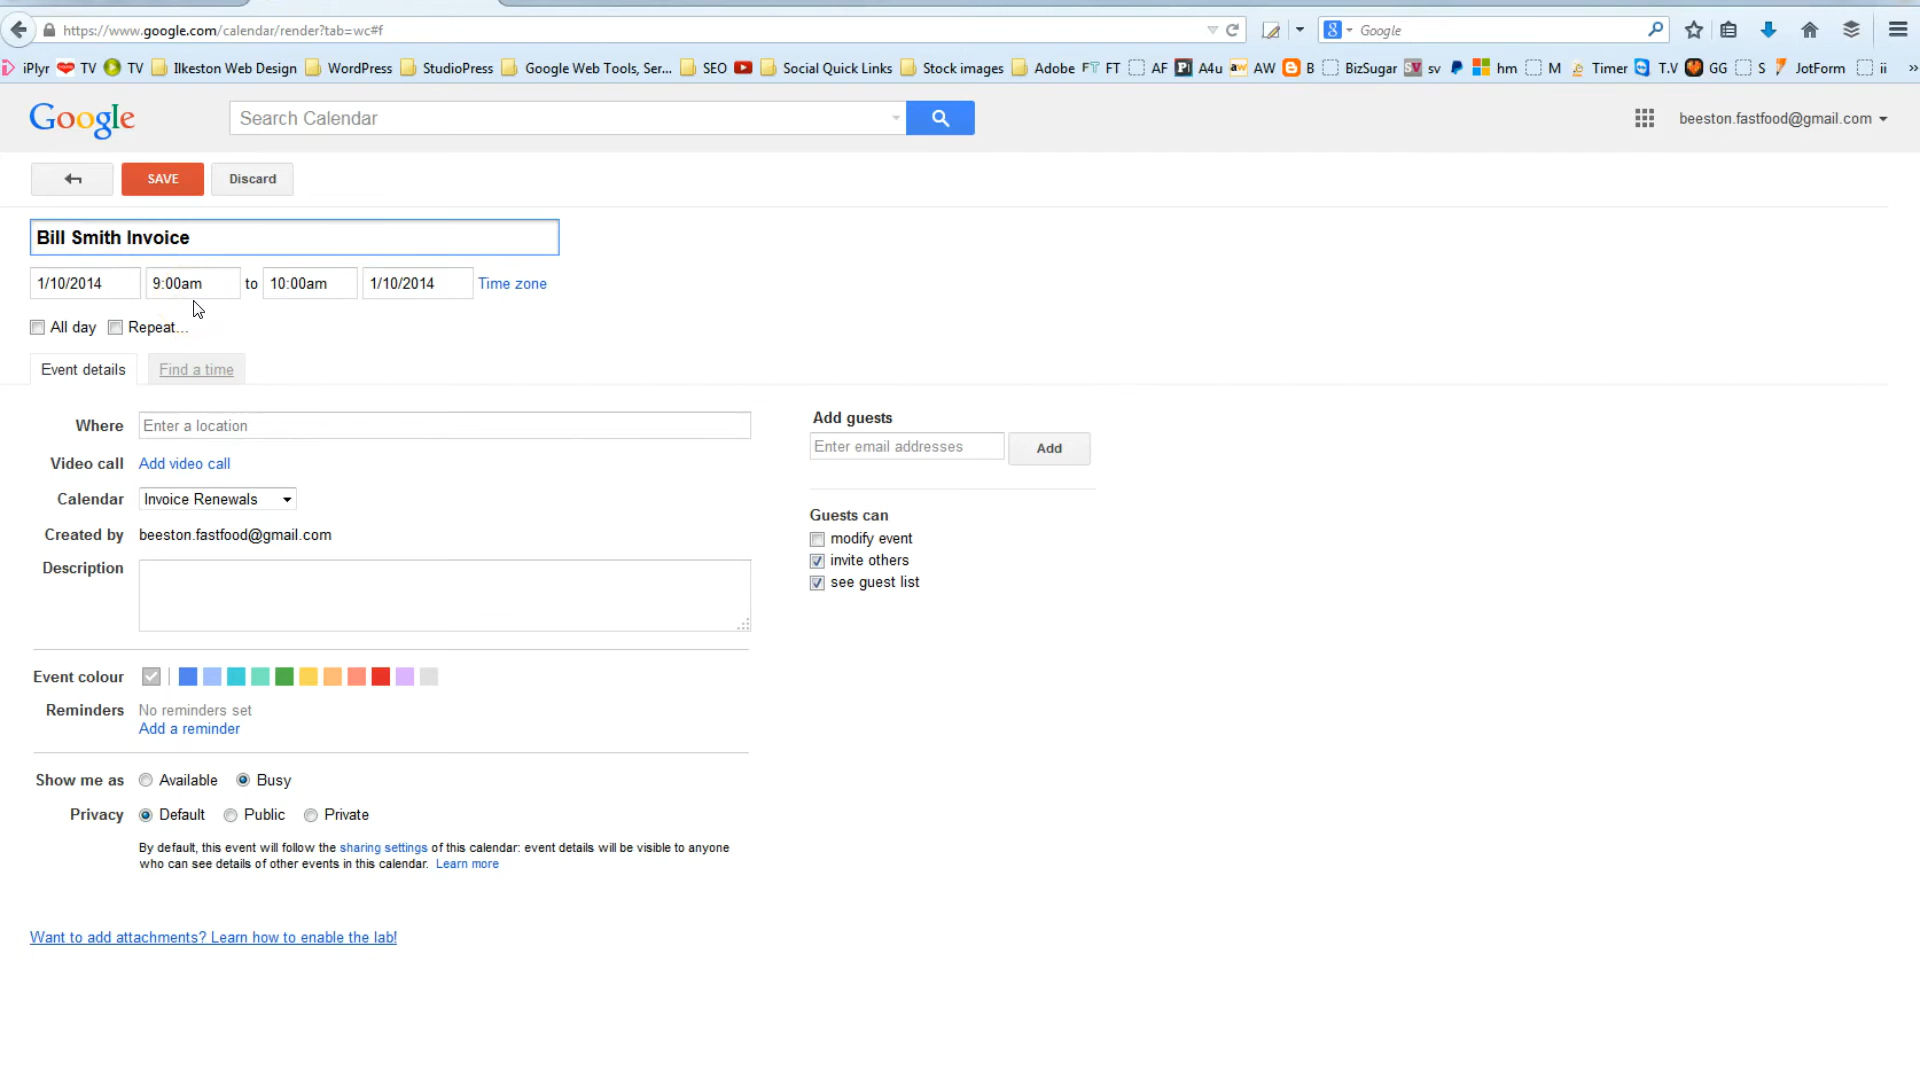 https://www.google.com/calendar/render?tab=wc#f
Google
iPlyr TV TV Ilkeston Web Design WordPress StudioPress Google Web Tools, Ser... SEO Social Quick Links Stock images Adobe FT FT AF A4u aw AW B BizSugar sv hm M Timer T.V GG S JotForm ii »
Google
Search Calendar
beeston.fastfood@gmail.com
SAVE
Discard
Bill Smith Invoice
1/10/2014 9:00am to 10:00am 1/10/2014 Time zone
All day Repeat...
Event details Find a time
Where Enter a location
Video call Add video call
Calendar Invoice Renewals
Created by beeston.fastfood@gmail.com
Description
Event colour
Reminders No reminders set
Add a reminder
Show me as Available Busy
Privacy Default Public Private
By default, this event will follow the sharing settings of this calendar: event details will be visible to anyone
who can see details of other events in this calendar. Learn more
Want to add attachments? Learn how to enable the lab!
Add guests
Enter email addresses Add
Guests can
modify event
invite others
see guest list